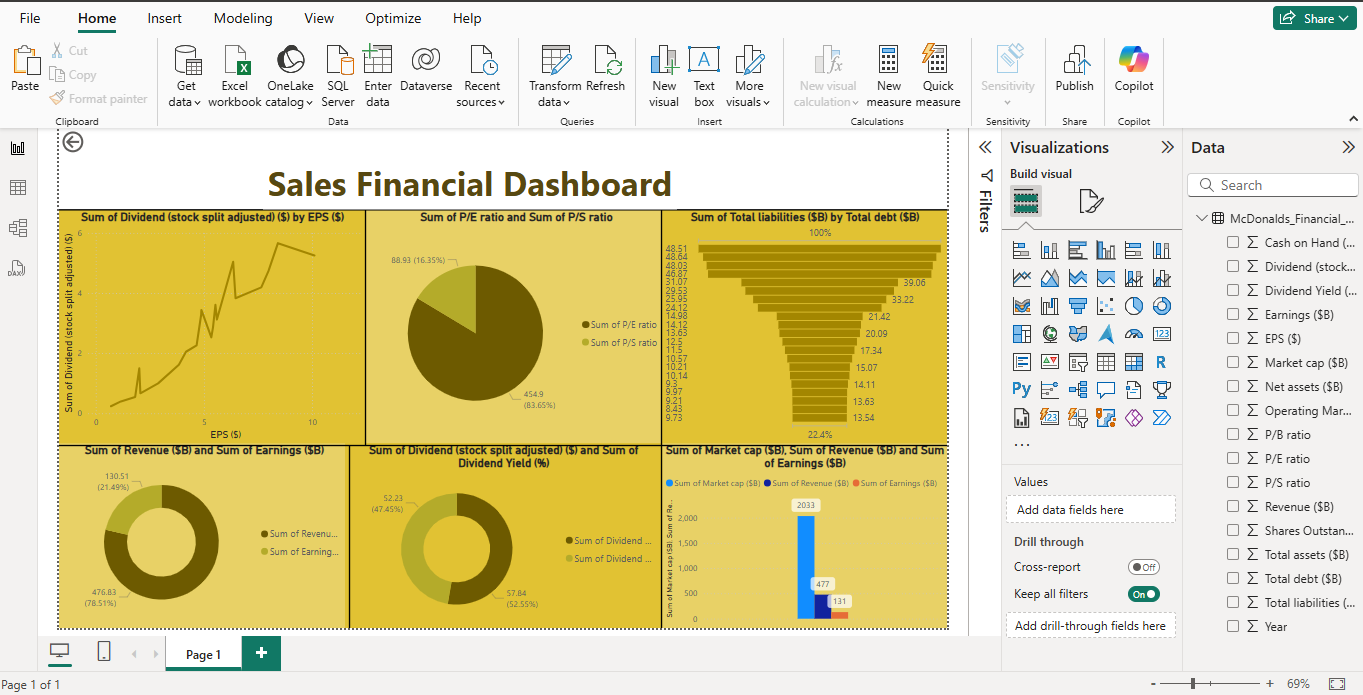 File Home Insert Modeling View Optimize Help Share
Paste
Cut
Copy
Format painter
Clipboard
Get data
Excel workbook
OneLake catalog
SQL Server
Enter data
Dataverse
Recent sources
Data
Transform data
Refresh
Queries
New visual
Text box
More visuals
Insert
New visual calculation
New measure
Quick measure
Calculations
Sensitivity
Sensitivity
Publish
Share
Copilot
Copilot
Sales Financial Dashboard
Sum of Dividend (stock split adjusted) ($) by EPS ($)
Sum of Dividend (stock split adjusted) ($)
6
4
2
0
0 5 10
EPS ($)
Sum of P/E ratio and Sum of P/S ratio
88.93 (16.35%)
454.9
(83.65%)
Sum of P/E ratio
Sum of P/S ratio
Sum of Total liabilities ($B) by Total debt ($B)
100%
48.51
48.64
48.03
46.87
31.07 39.06
29.53
25.95 33.22
24.12
14.98 21.42
14.12
13.63 20.09
12.5
11.5 17.34
10.57
10.21 15.07
10.14
9.3 14.11
9.97
9.21 13.63
8.43
9.73 13.54
22.4%
Sum of Revenue ($B) and Sum of Earnings ($B)
130.51
(21.49%)
476.83
(78.51%)
Sum of Revenu...
Sum of Earning...
Sum of Dividend (stock split adjusted) ($) and Sum of
Dividend Yield (%)
52.23
(47.45%)
57.84
(52.55%)
Sum of Dividend ...
Sum of Dividend ...
Sum of Market cap ($B), Sum of Revenue ($B) and Sum
of Earnings ($B)
Sum of Market cap ($B) Sum of Revenue ($B) Sum of Earnings ($B)
Sum of Market cap ($B), Sum of Re...
2,000
1,500
1,000
500
0
2033
477
131
Filters
Visualizations
Build visual
123
R
Py
123
...
Values
Add data fields here
Drill through
Cross-report Off
Keep all filters On
Add drill-through fields here
Data
Search
McDonalds_Financial_...
Cash on Hand (...
Dividend (stock...
Dividend Yield (...
Earnings ($B)
EPS ($)
Market cap ($B)
Net assets ($B)
Operating Mar...
P/B ratio
P/E ratio
P/S ratio
Revenue ($B)
Shares Outstan...
Total assets ($B)
Total debt ($B)
Total liabilities (...
Year
Page 1
+
Page 1 of 1
- + 69%